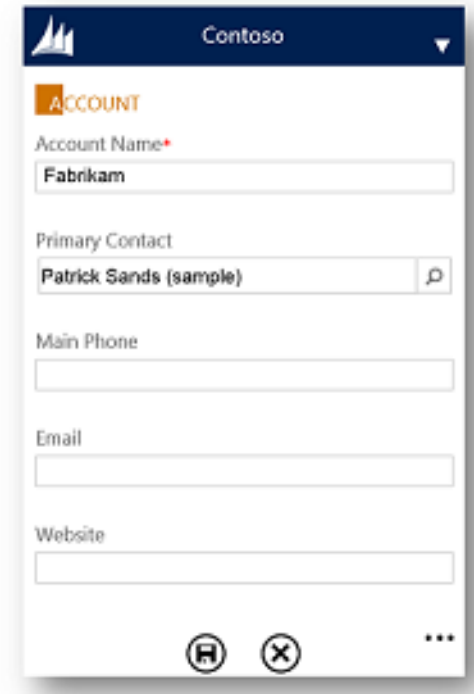 Contoso
ACCOUNT
Account Name*
Fabrikam
Primary Contact
Patrick Sands (sample)
Main Phone
Email
Website